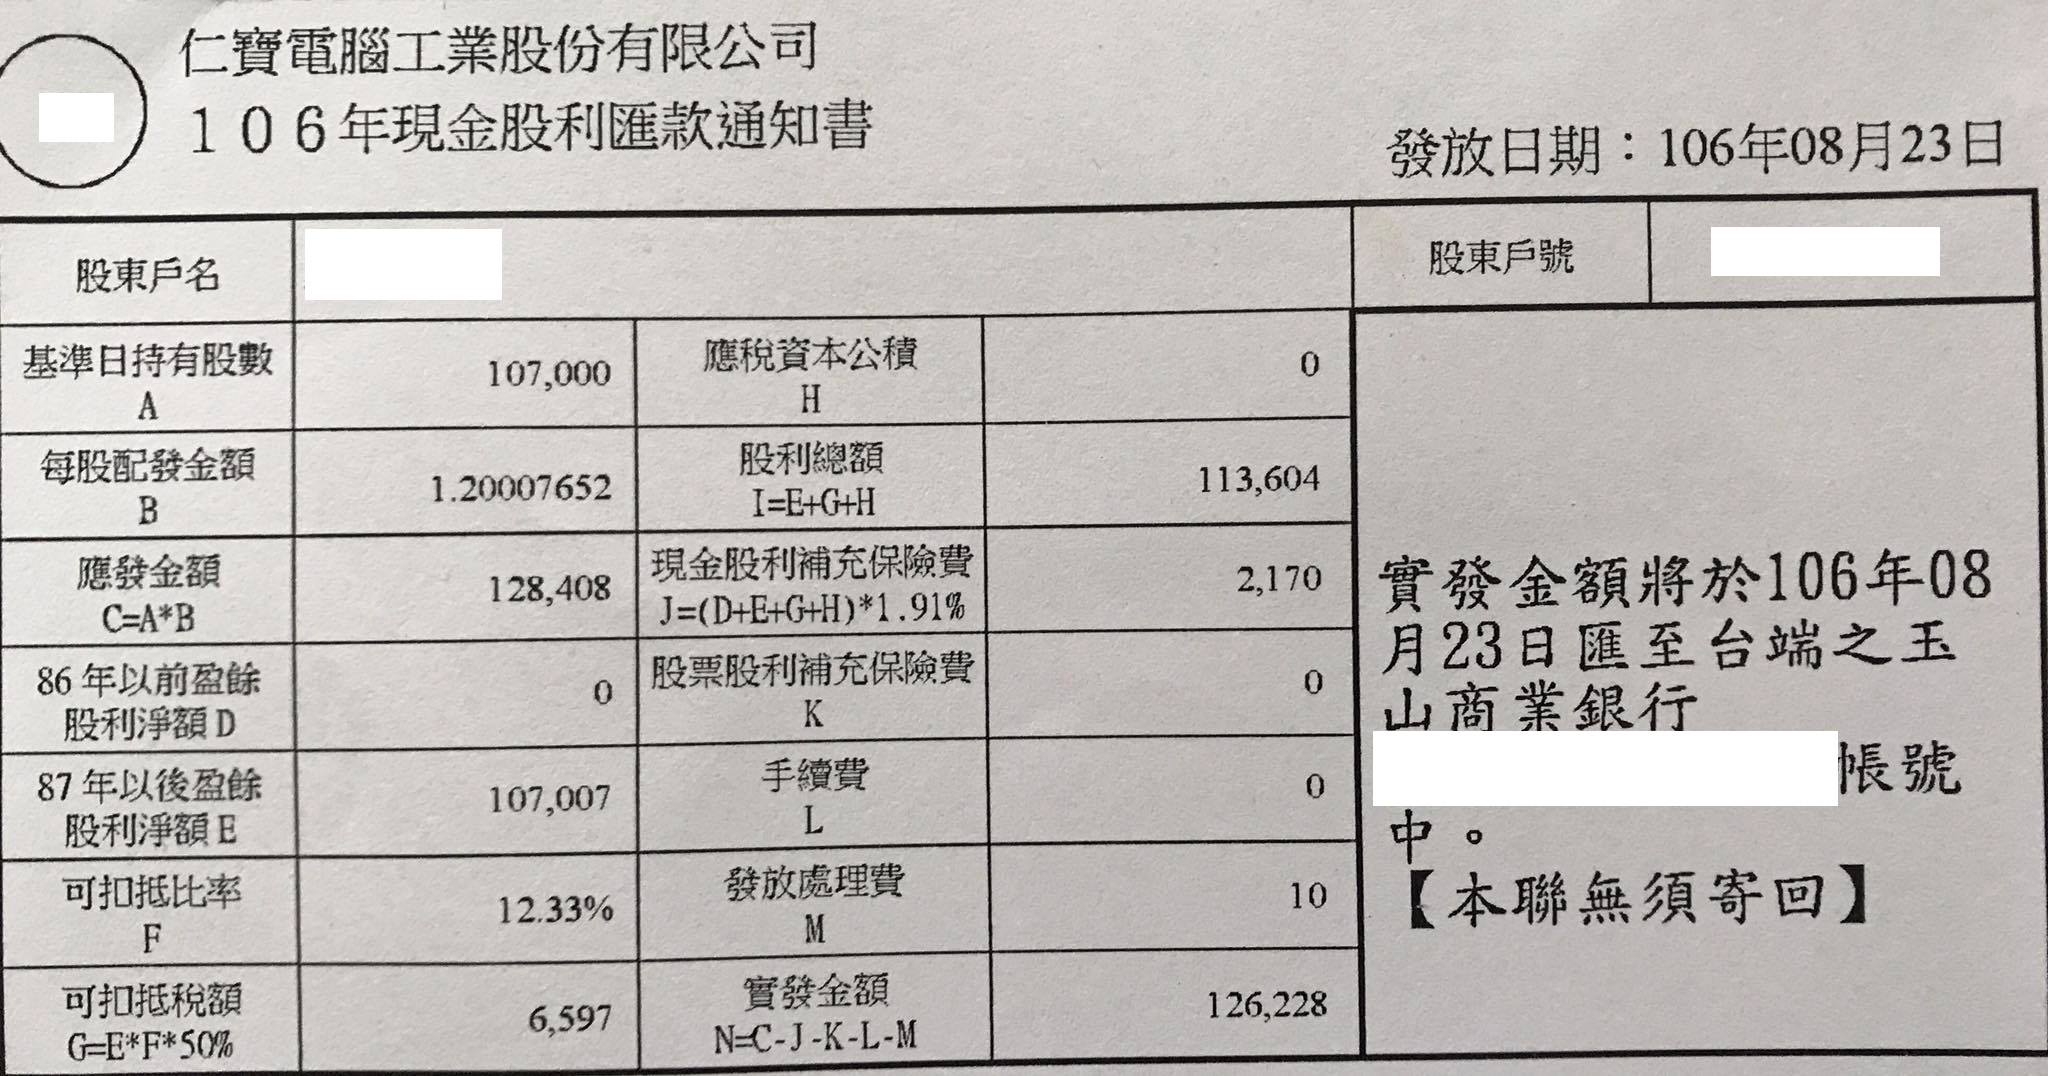 仁寶電腦工業股份有限公司
１０６年現金股利匯款通知書
發放日期：106年08月23日
股東戶名
股東戶號
基準日持有股數
A
107,000
應稅資本公積
H
0
每股配發金額
B
1.20007652
股利總額
I=E+G+H
113,604
應發金額
C=A*B
128,408
現金股利補充保險費
J=(D+E+G+H)*1.91%
2,170
86 年以前盈餘
股利淨額 D
0
股票股利補充保險費
K
0
87 年以後盈餘
股利淨額 E
107,007
手續費
L
0
可扣抵比率
F
12.33%
發放處理費
M
10
可扣抵稅額
G=E*F*50%
6,597
實發金額
N=C-J-K-L-M
126,228
實發金額將於106年08
月23日匯至台端之玉
山商業銀行
帳號
中。
【本聯無須寄回】